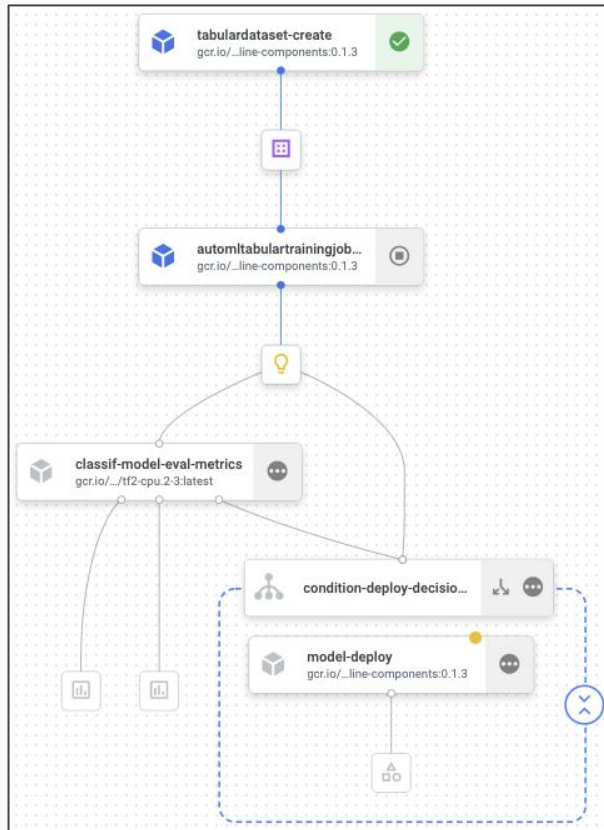 tabulardataset-create
gcr.io/...line-components:0.1.3
automltabulartrainingjob...
gcr.io/...line-components:0.1.3
classif-model-eval-metrics
gcr.io/.../tf2-cpu.2-3:latest
condition-deploy-decisio...
model-deploy
gcr.io/...line-components:0.1.3